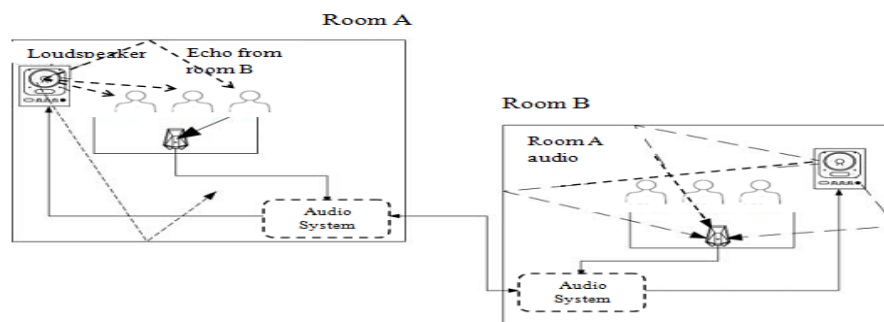 Room A
Loudspeaker
Echo from
room B
Audio
System
Room B
Room A
audio
Audio
System